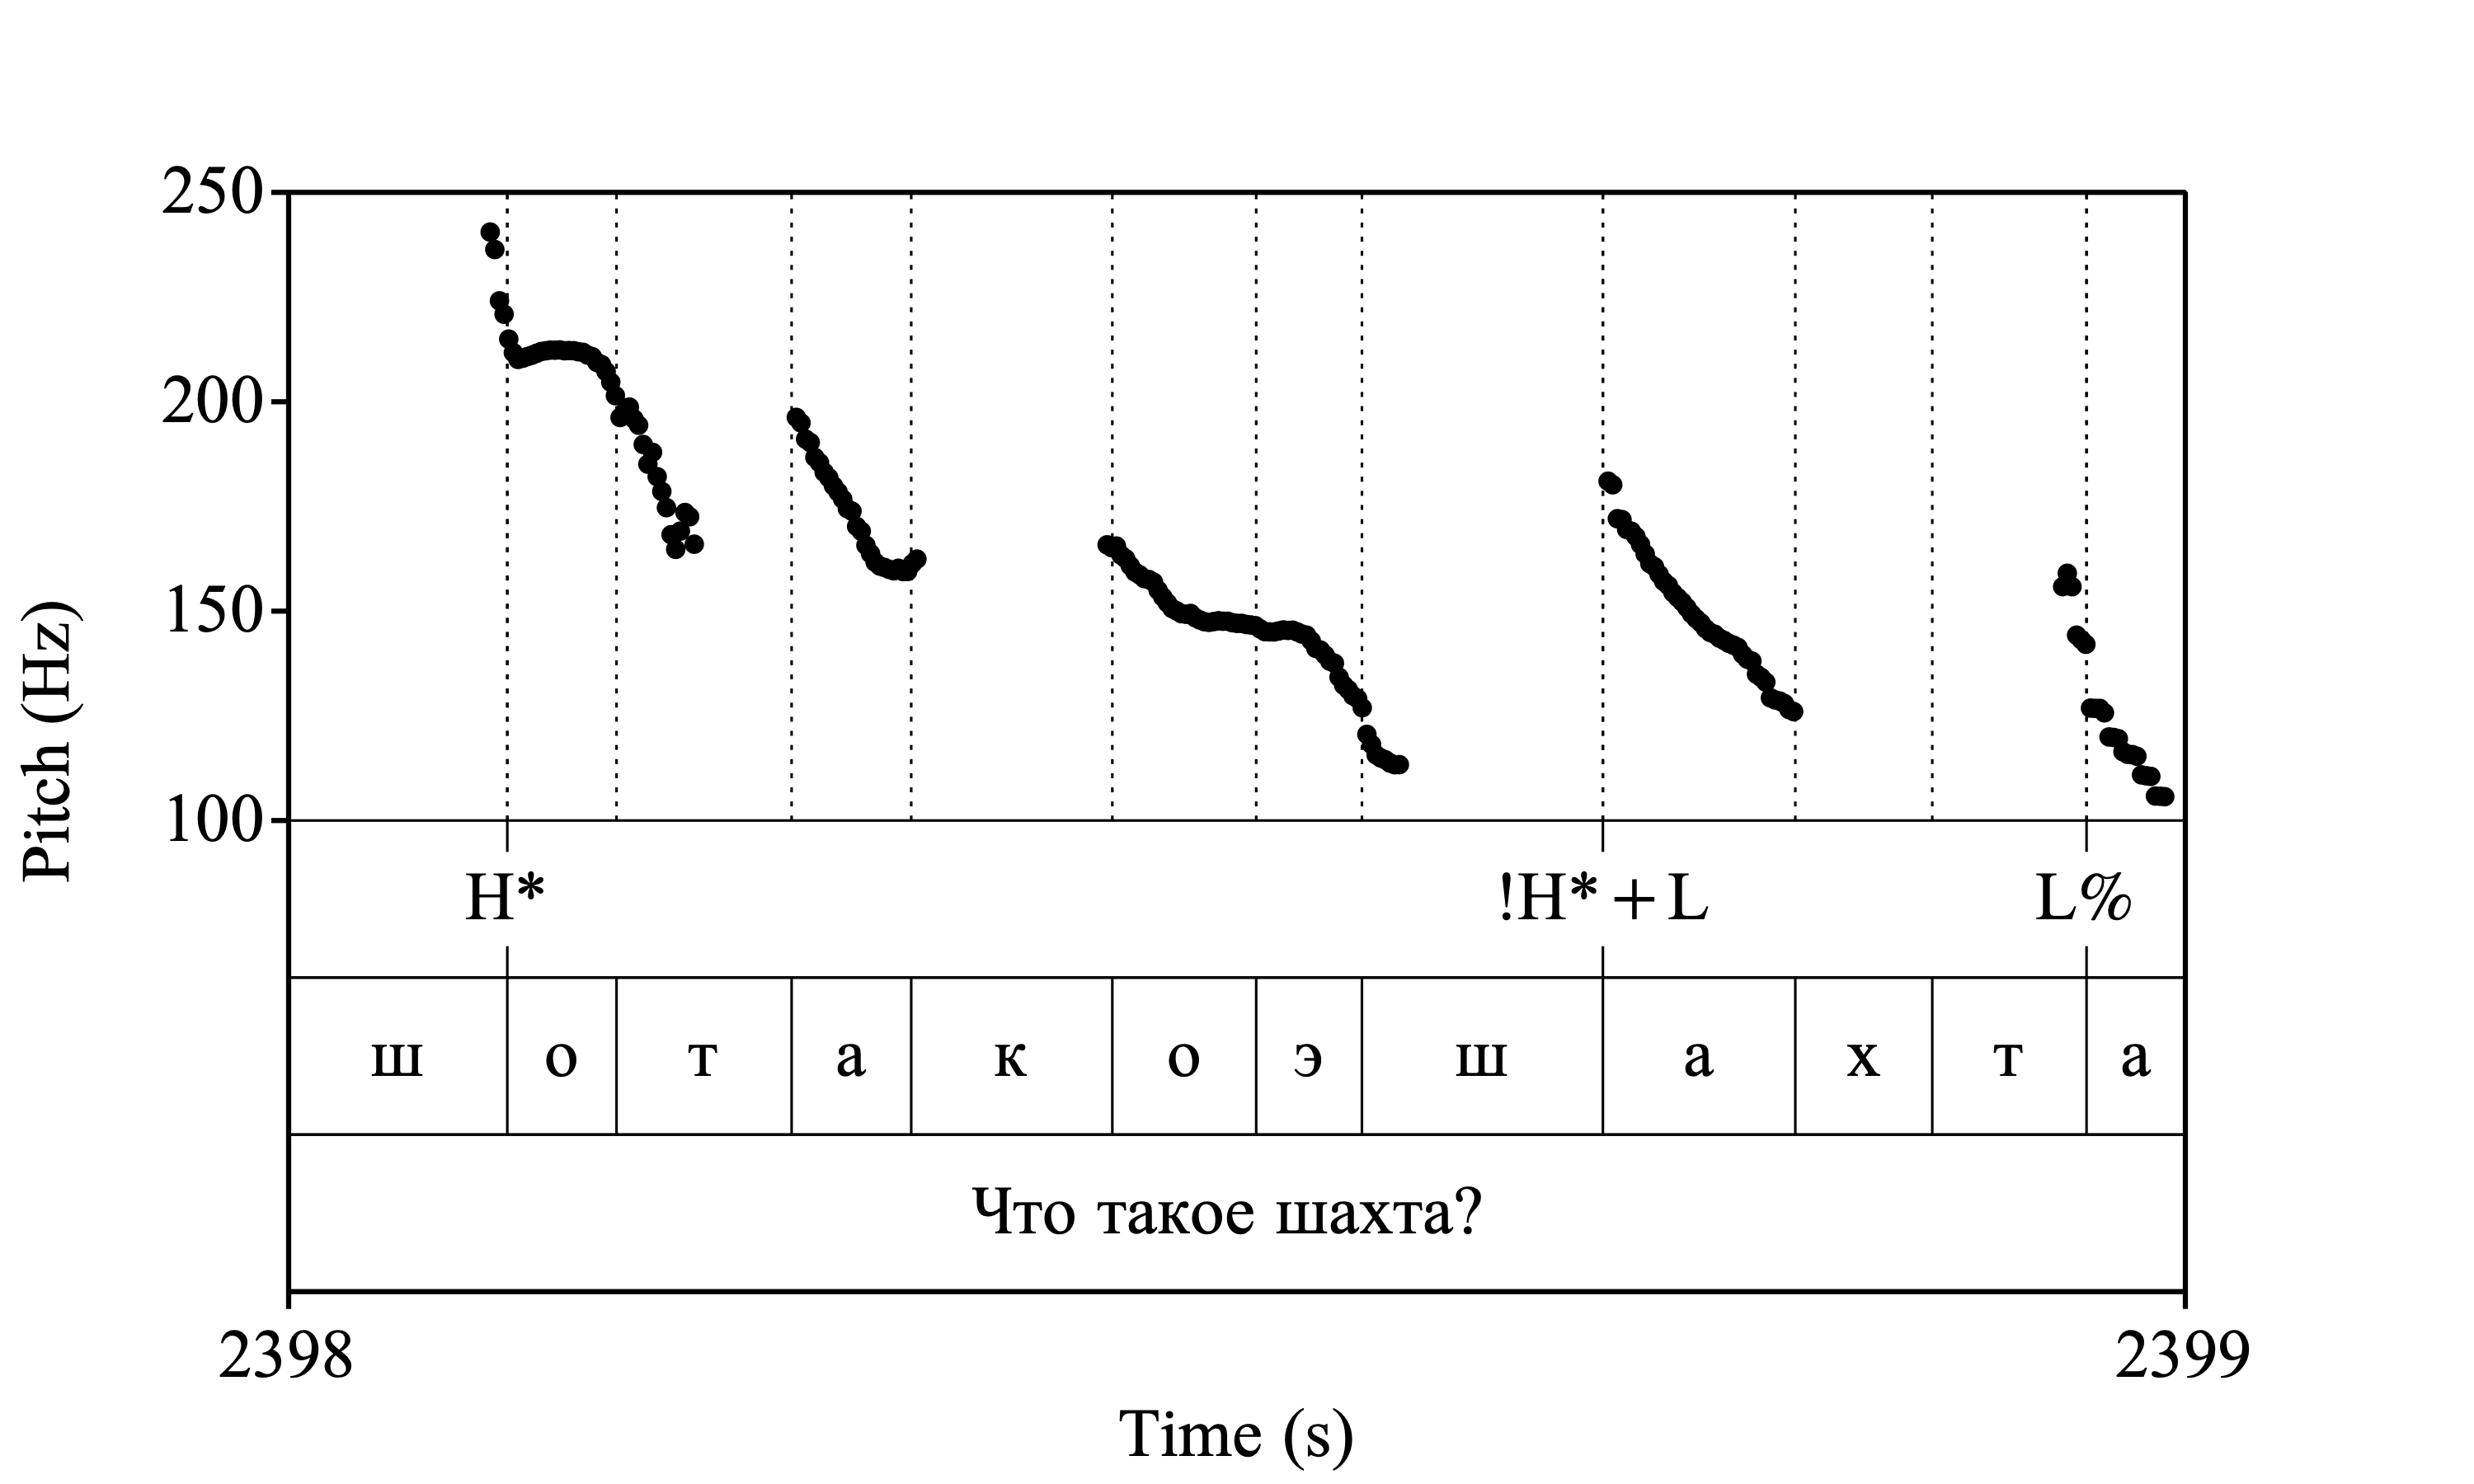 250
200
150
100
Pitch (Hz)
H* !H*+L L%
ш о т а к о э ш а х т а
Что такое шахта?
2398 2399
Time (s)